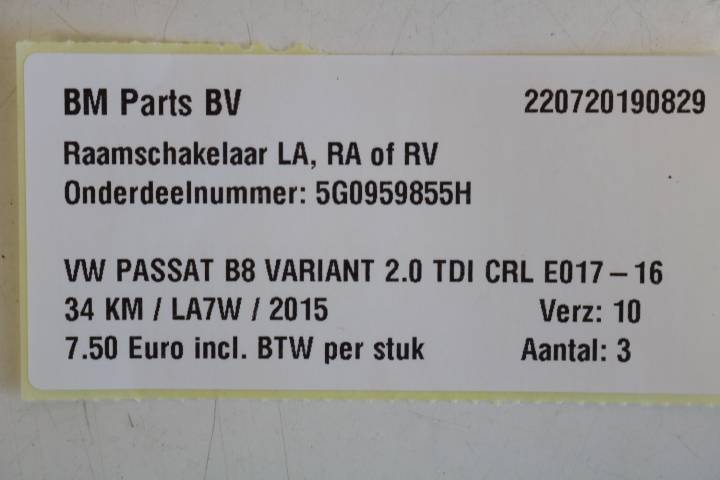 BM Parts BV 220720190829
Raamschakelaar LA, RA of RV
Onderdeelnummer: 5G0959855H
VW PASSAT B8 VARIANT 2.0 TDI CRL E017 – 16
34 KM / LA7W / 2015 Verz: 10
7.50 Euro incl. BTW per stuk Aantal: 3